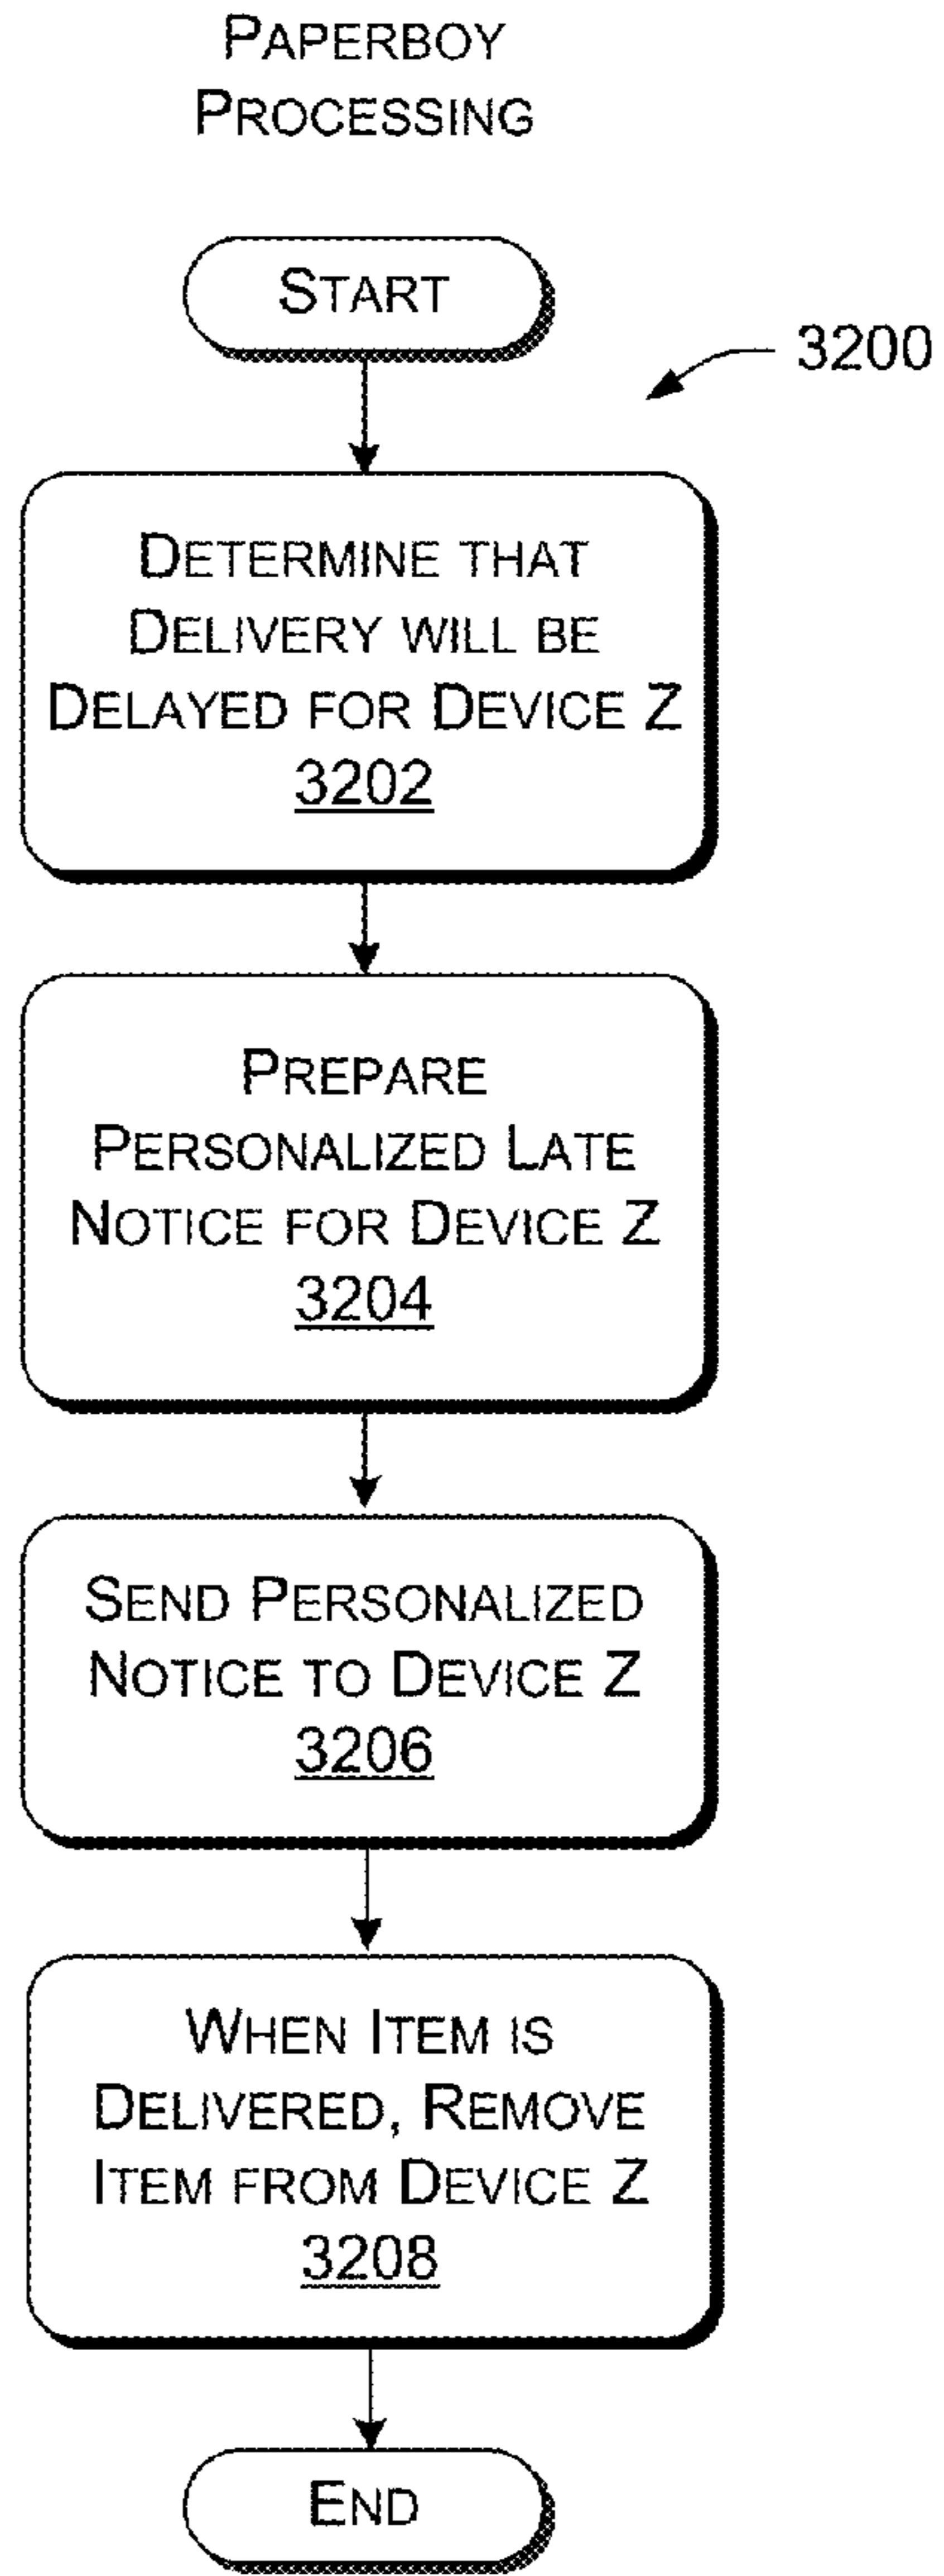 PAPERBOY
PROCESSING
START
3200
DETERMINE THAT
DELIVERY WILL BE
DELAYED FOR DEVICE Z
3202
PREPARE
PERSONALIZED LATE
NOTICE FOR DEVICE Z
3204
SEND PERSONALIZED
NOTICE TO DEVICE Z
3206
WHEN ITEM IS
DELIVERED, REMOVE
ITEM FROM DEVICE Z
3208
END